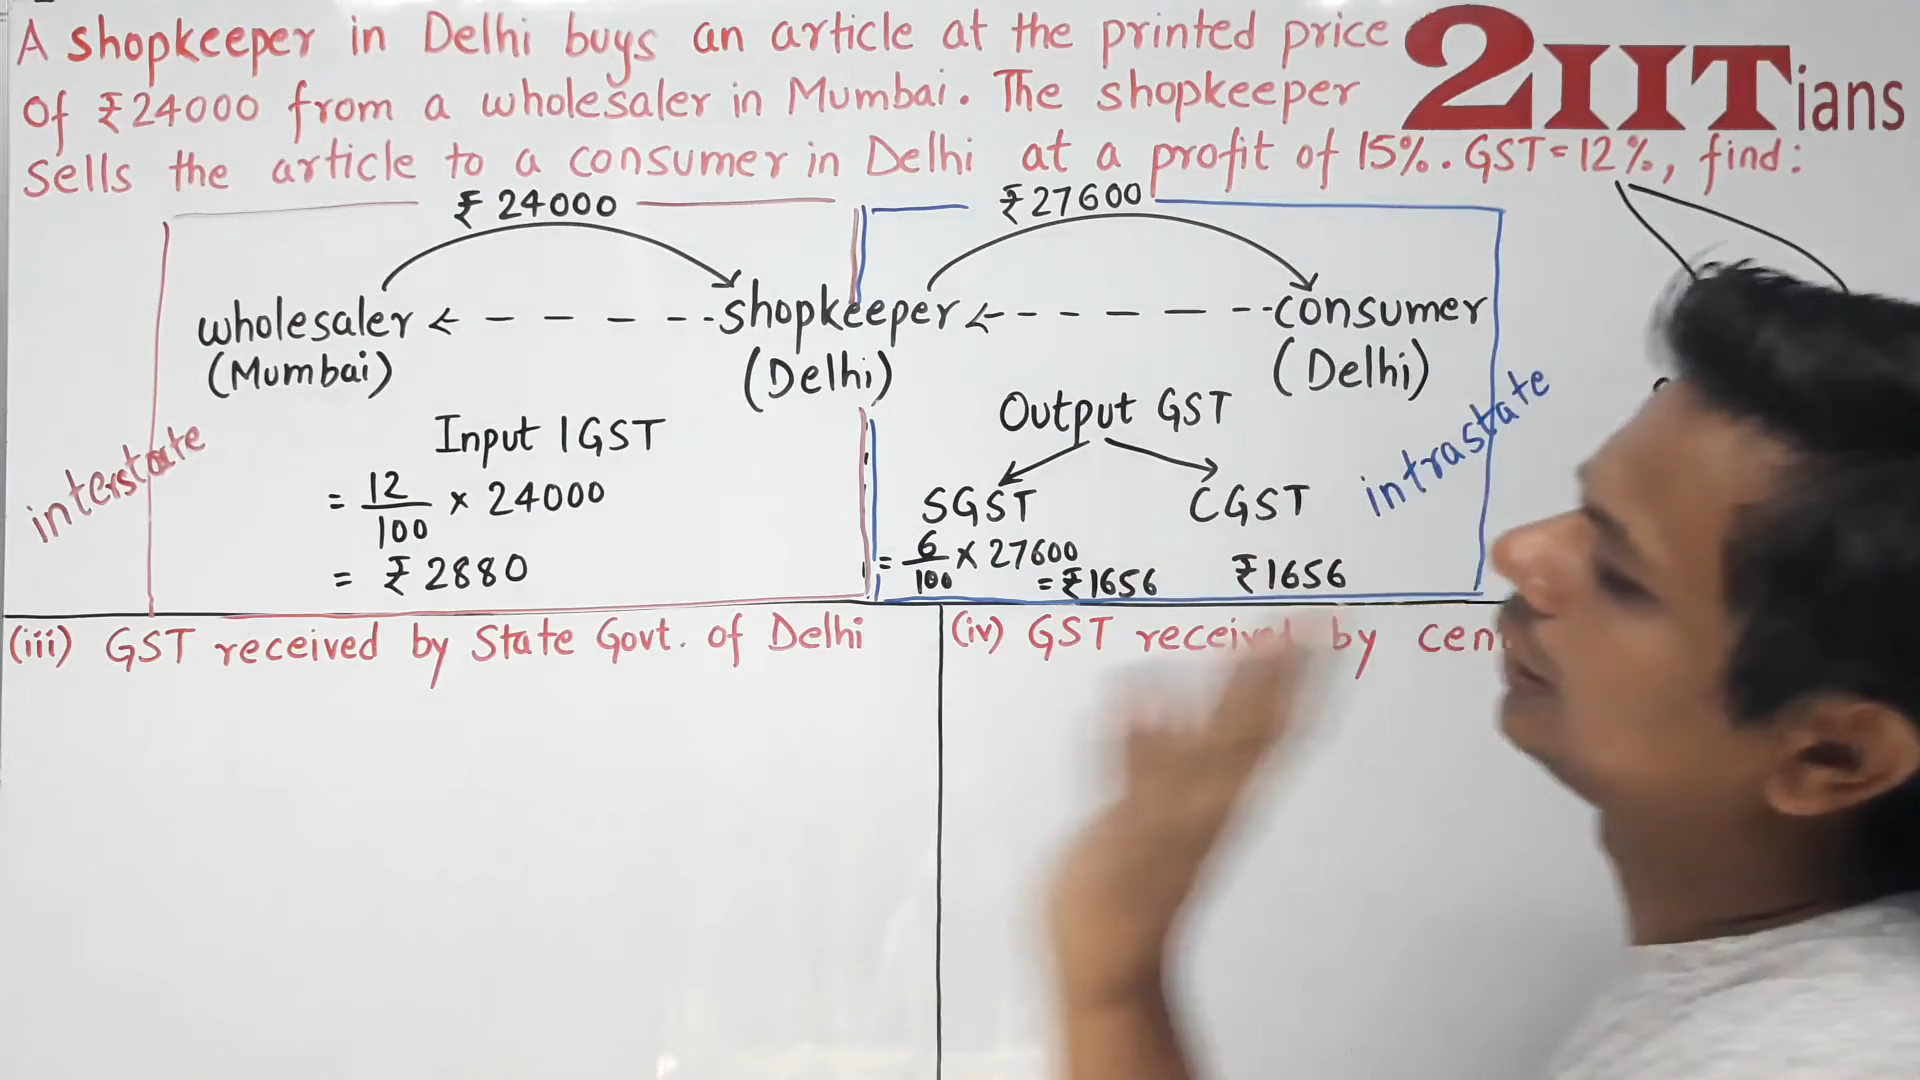 A shopkeeper in Delhi buys an article at the printed price
of ₹24000 from a wholesaler in Mumbai. The shopkeeper
sells the article to a consumer in Delhi at a profit of 15%. GST=12%, find:
2IITians
₹24000
₹27600
wholesaler <- - - - - shopkeeper <- - - - - consumer
(Mumbai) (Delhi) (Delhi)
interstate
Input IGST
= 12/100 × 24000
= ₹2880
Output GST
SGST CGST
= 6/100 × 27600
= ₹1656 ₹1656
intrastate
(iii) GST received by State Govt. of Delhi
(iv) GST received by